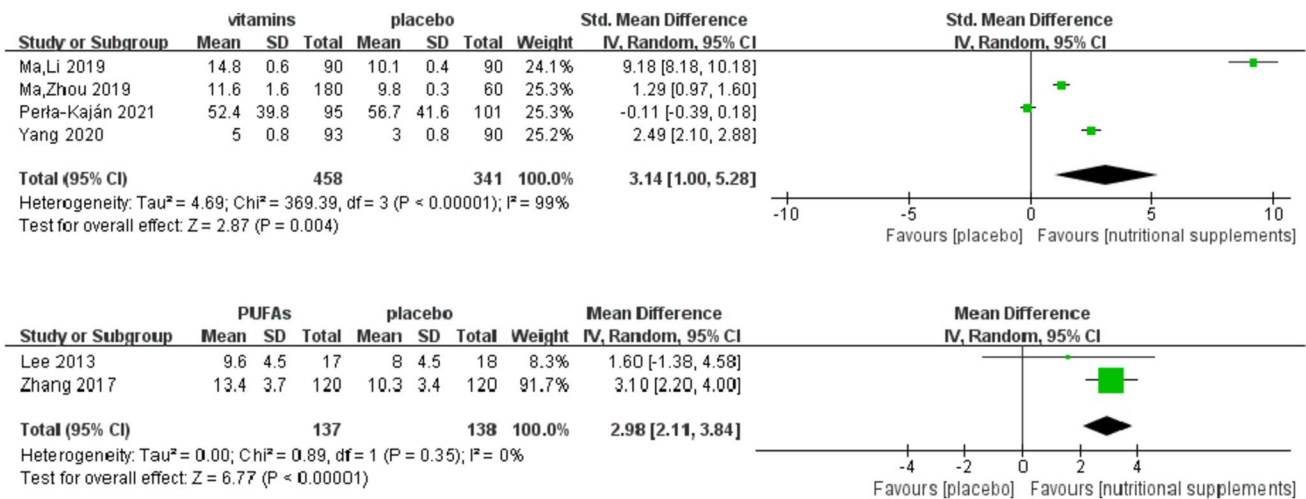 vitamins placebo Std. Mean Difference Std. Mean Difference
Study or Subgroup Mean SD Total Mean SD Total Weight IV, Random, 95% CI IV, Random, 95% CI
Ma,Li 2019 14.8 0.6 90 10.1 0.4 90 24.1% 9.18 [8.18, 10.18]
Ma,Zhou 2019 11.6 1.6 180 9.8 0.3 60 25.3% 1.29 [0.97, 1.60]
Perła-Kaján 2021 52.4 39.8 95 56.7 41.6 101 25.3% -0.11 [-0.39, 0.18]
Yang 2020 5 0.8 93 3 0.8 90 25.2% 2.49 [2.10, 2.88]
Total (95% CI) 458 341 100.0% 3.14 [1.00, 5.28]
Heterogeneity: Tau² = 4.69; Chi² = 369.39, df = 3 (P < 0.00001); I² = 99%
Test for overall effect: Z = 2.87 (P = 0.004)
-10 -5 0 5 10
Favours [placebo] Favours [nutritional supplements]
PUFAs placebo Mean Difference Mean Difference
Study or Subgroup Mean SD Total Mean SD Total Weight IV, Random, 95% CI IV, Random, 95% CI
Lee 2013 9.6 4.5 17 8 4.5 18 8.3% 1.60 [-1.38, 4.58]
Zhang 2017 13.4 3.7 120 10.3 3.4 120 91.7% 3.10 [2.20, 4.00]
Total (95% CI) 137 138 100.0% 2.98 [2.11, 3.84]
Heterogeneity: Tau² = 0.00; Chi² = 0.89, df = 1 (P = 0.35); I² = 0%
Test for overall effect: Z = 6.77 (P < 0.00001)
-4 -2 0 2 4
Favours [placebo] Favours [nutritional supplements]